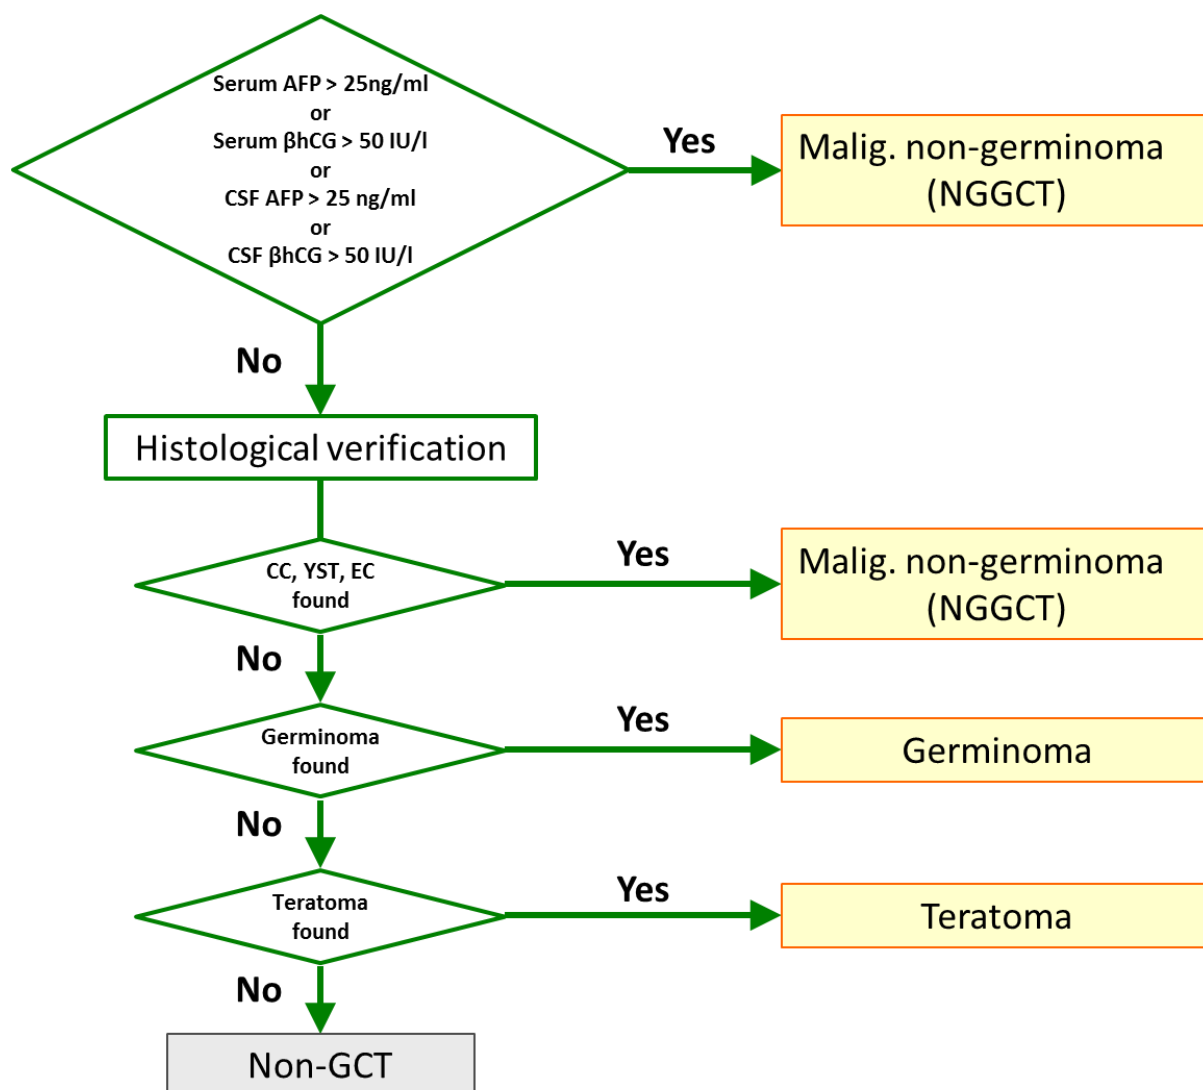 Serum AFP > 25ng/ml
or
Serum βhCG > 50 IU/l
or
CSF AFP > 25 ng/ml
or
CSF βhCG > 50 IU/l
Yes
Malig. non-germinoma
(NGGCT)
No
Histological verification
CC, YST, EC
found
Yes
Malig. non-germinoma
(NGGCT)
No
Germinoma
found
Yes
Germinoma
No
Teratoma
found
Yes
Teratoma
No
Non-GCT